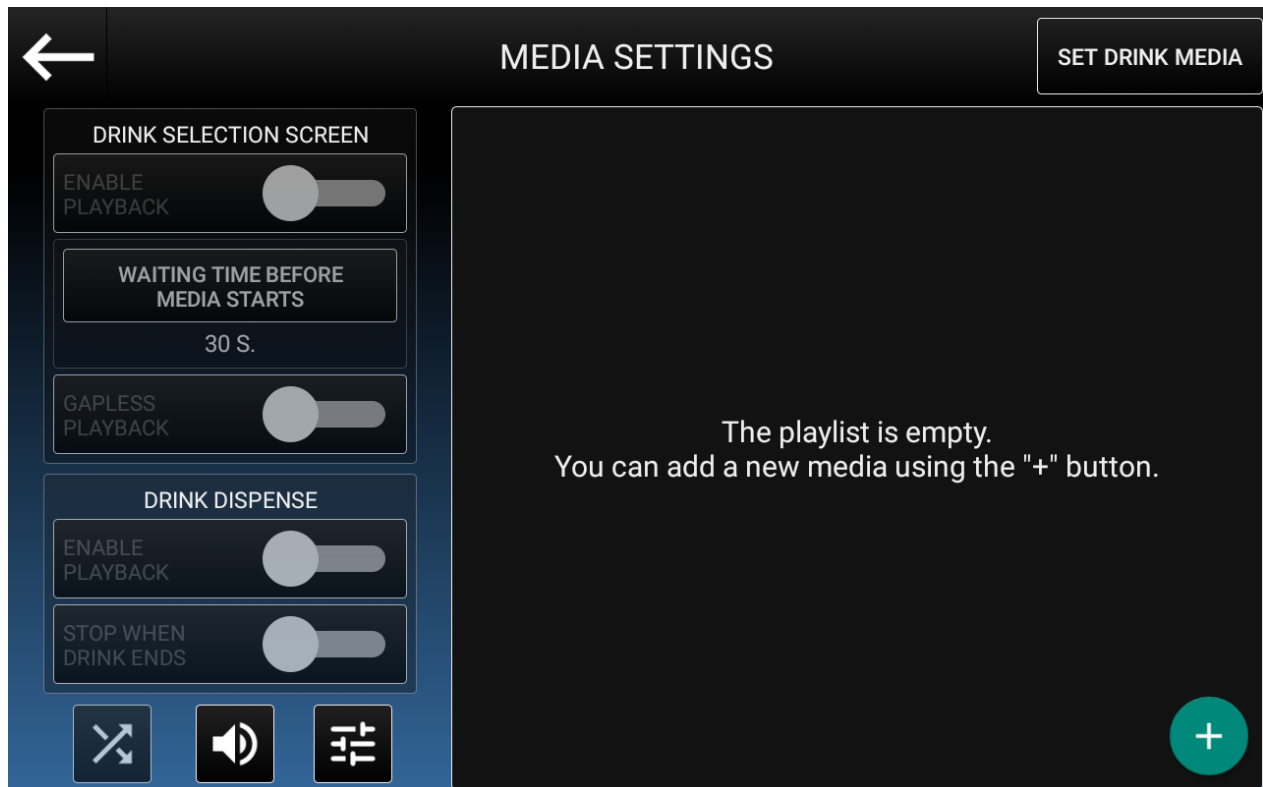 MEDIA SETTINGS
SET DRINK MEDIA
DRINK SELECTION SCREEN
ENABLE
PLAYBACK
WAITING TIME BEFORE
MEDIA STARTS
30 S.
GAPLESS
PLAYBACK
DRINK DISPENSE
ENABLE
PLAYBACK
STOP WHEN
DRINK ENDS
The playlist is empty.
You can add a new media using the "+" button.
+